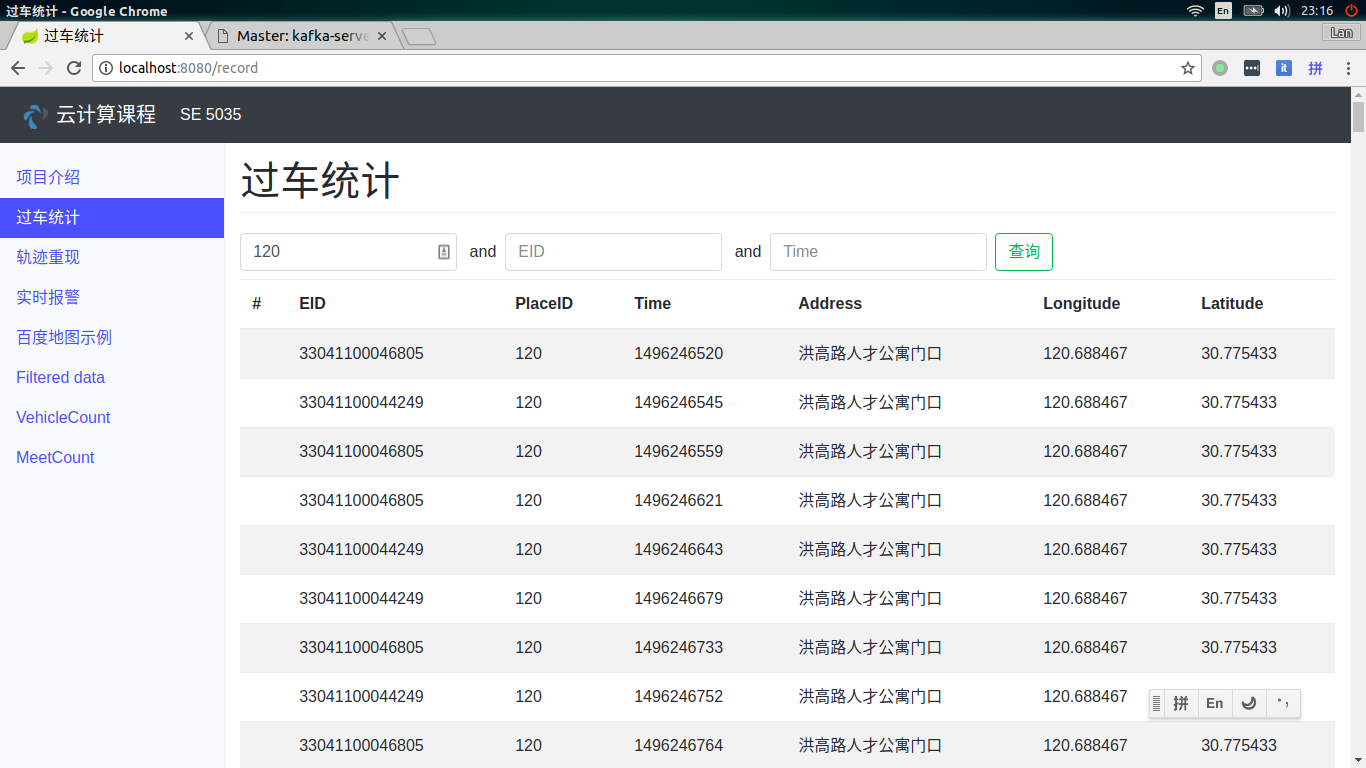 过车统计 - Google Chrome
En
23:16
过车统计
Master: kafka-serve
Lan
localhost:8080/record
it
拼
云计算课程 SE 5035
项目介绍
过车统计
轨迹重现
实时报警
百度地图示例
Filtered data
VehicleCount
MeetCount
过车统计
120 and EID and Time 查询
# EID PlaceID Time Address Longitude Latitude
33041100046805 120 1496246520 洪高路人才公寓门口 120.688467 30.775433
33041100044249 120 1496246545 洪高路人才公寓门口 120.688467 30.775433
33041100046805 120 1496246559 洪高路人才公寓门口 120.688467 30.775433
33041100046805 120 1496246621 洪高路人才公寓门口 120.688467 30.775433
33041100044249 120 1496246643 洪高路人才公寓门口 120.688467 30.775433
33041100044249 120 1496246679 洪高路人才公寓门口 120.688467 30.775433
33041100046805 120 1496246733 洪高路人才公寓门口 120.688467 30.775433
33041100044249 120 1496246752 洪高路人才公寓门口 120.688467
拼 En
33041100046805 120 1496246764 洪高路人才公寓门口 120.688467 30.775433